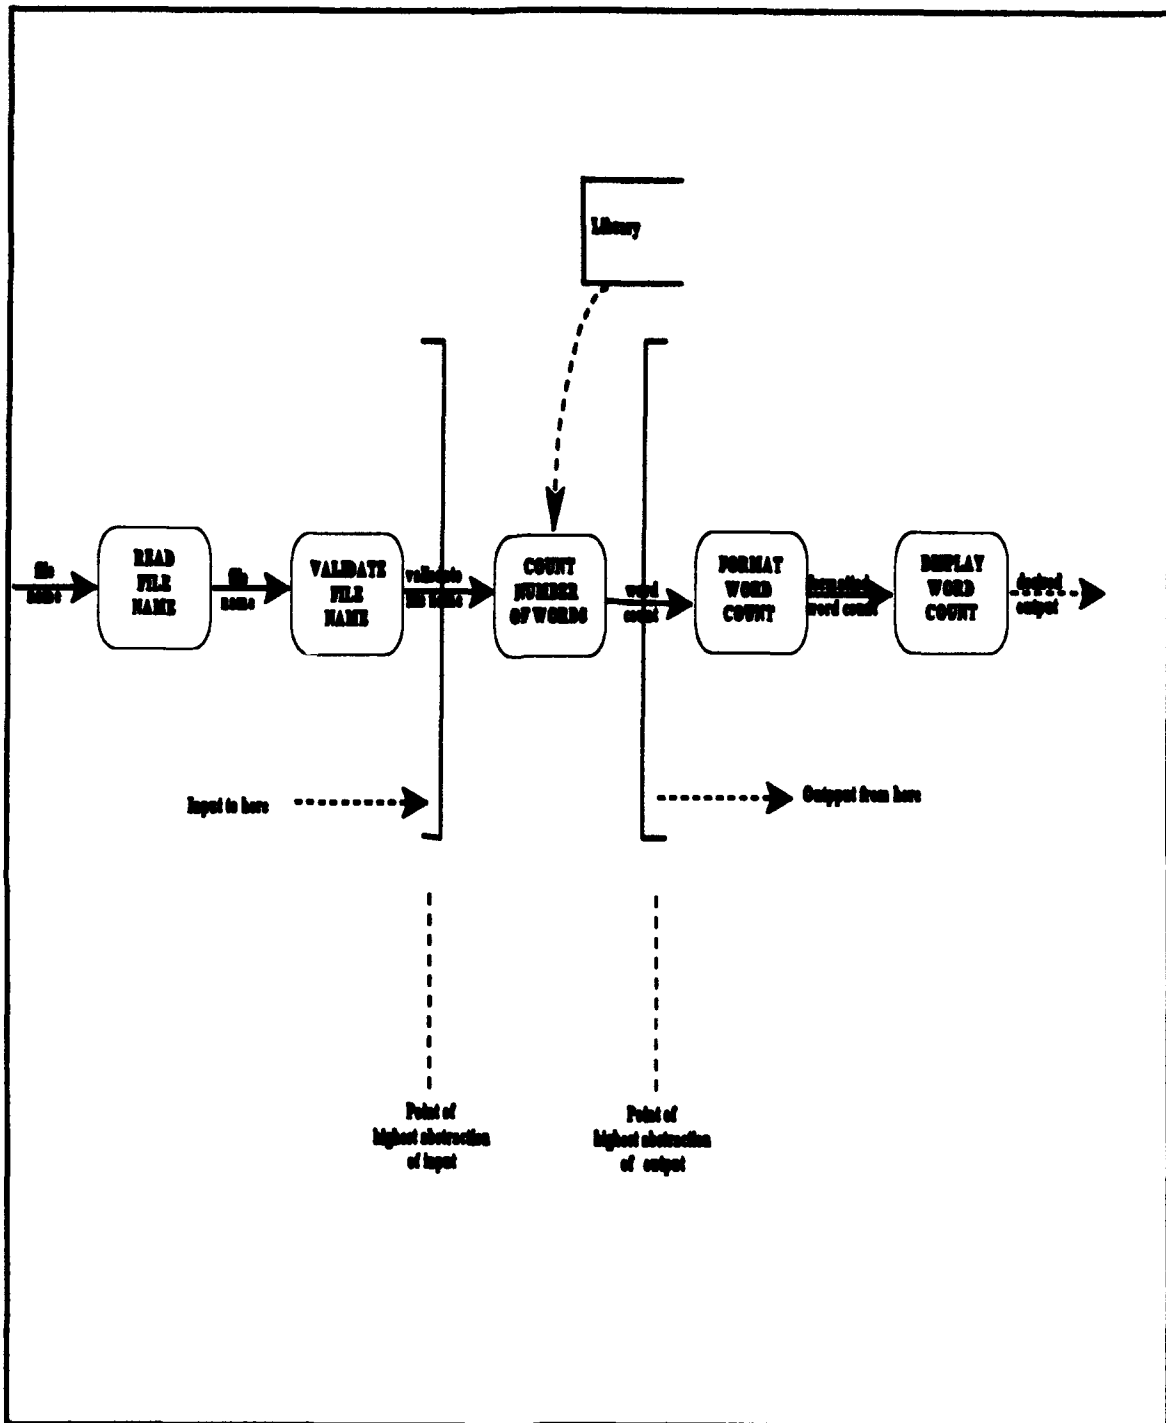 Library
file
name
READ
FILE
NAME
file
name
VALIDATE
FILE
NAME
validate
file name
COUNT
NUMBER
OF WORDS
word
count
FORMAT
WORD
COUNT
formatted
word count
DISPLAY
WORD
COUNT
desired
output
Input to here
Outpput from here
Point of
highest abstraction
of input
Point of
highest abstraction
of output